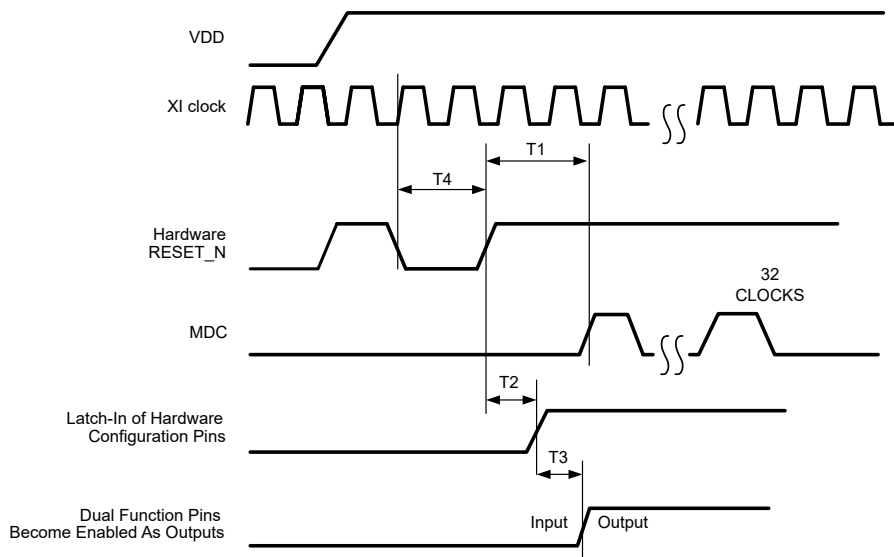 VDD
XI clock
T1
T4
Hardware
RESET_N
32
CLOCKS
MDC
T2
Latch-In of Hardware
Configuration Pins
T3
Dual Function Pins
Become Enabled As Outputs
Input
Output